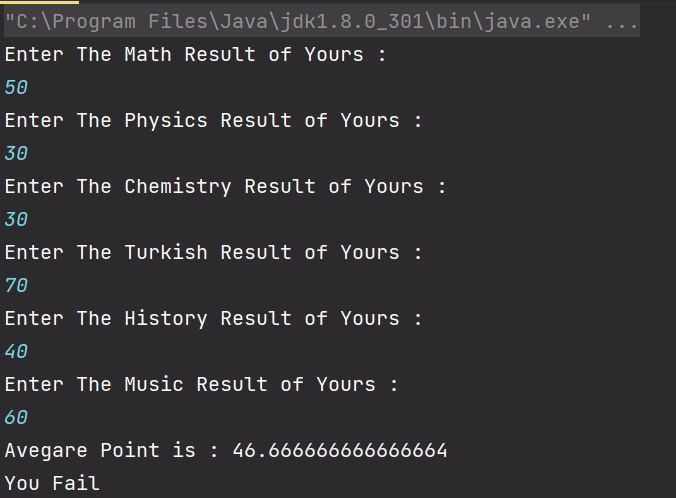 "C:\Program Files\Java\jdk1.8.0_301\bin\java.exe" ...
Enter The Math Result of Yours :
50
Enter The Physics Result of Yours :
30
Enter The Chemistry Result of Yours :
30
Enter The Turkish Result of Yours :
70
Enter The History Result of Yours :
40
Enter The Music Result of Yours :
60
Avegare Point is : 46.666666666666664
You Fail